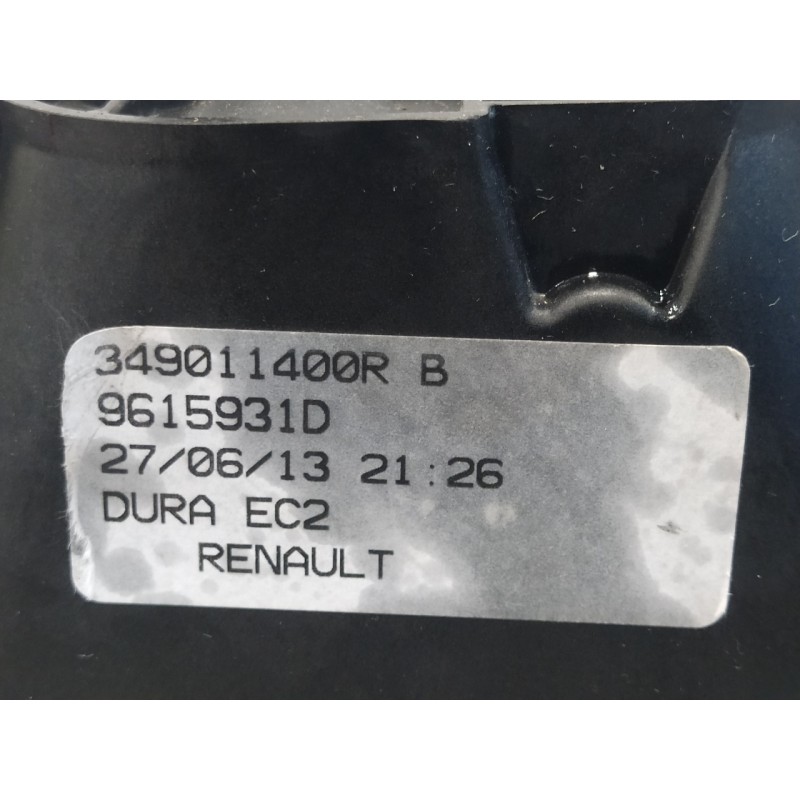 349011400R B
9615931D
27/06/13 21:26
DURA EC2
RENAULT